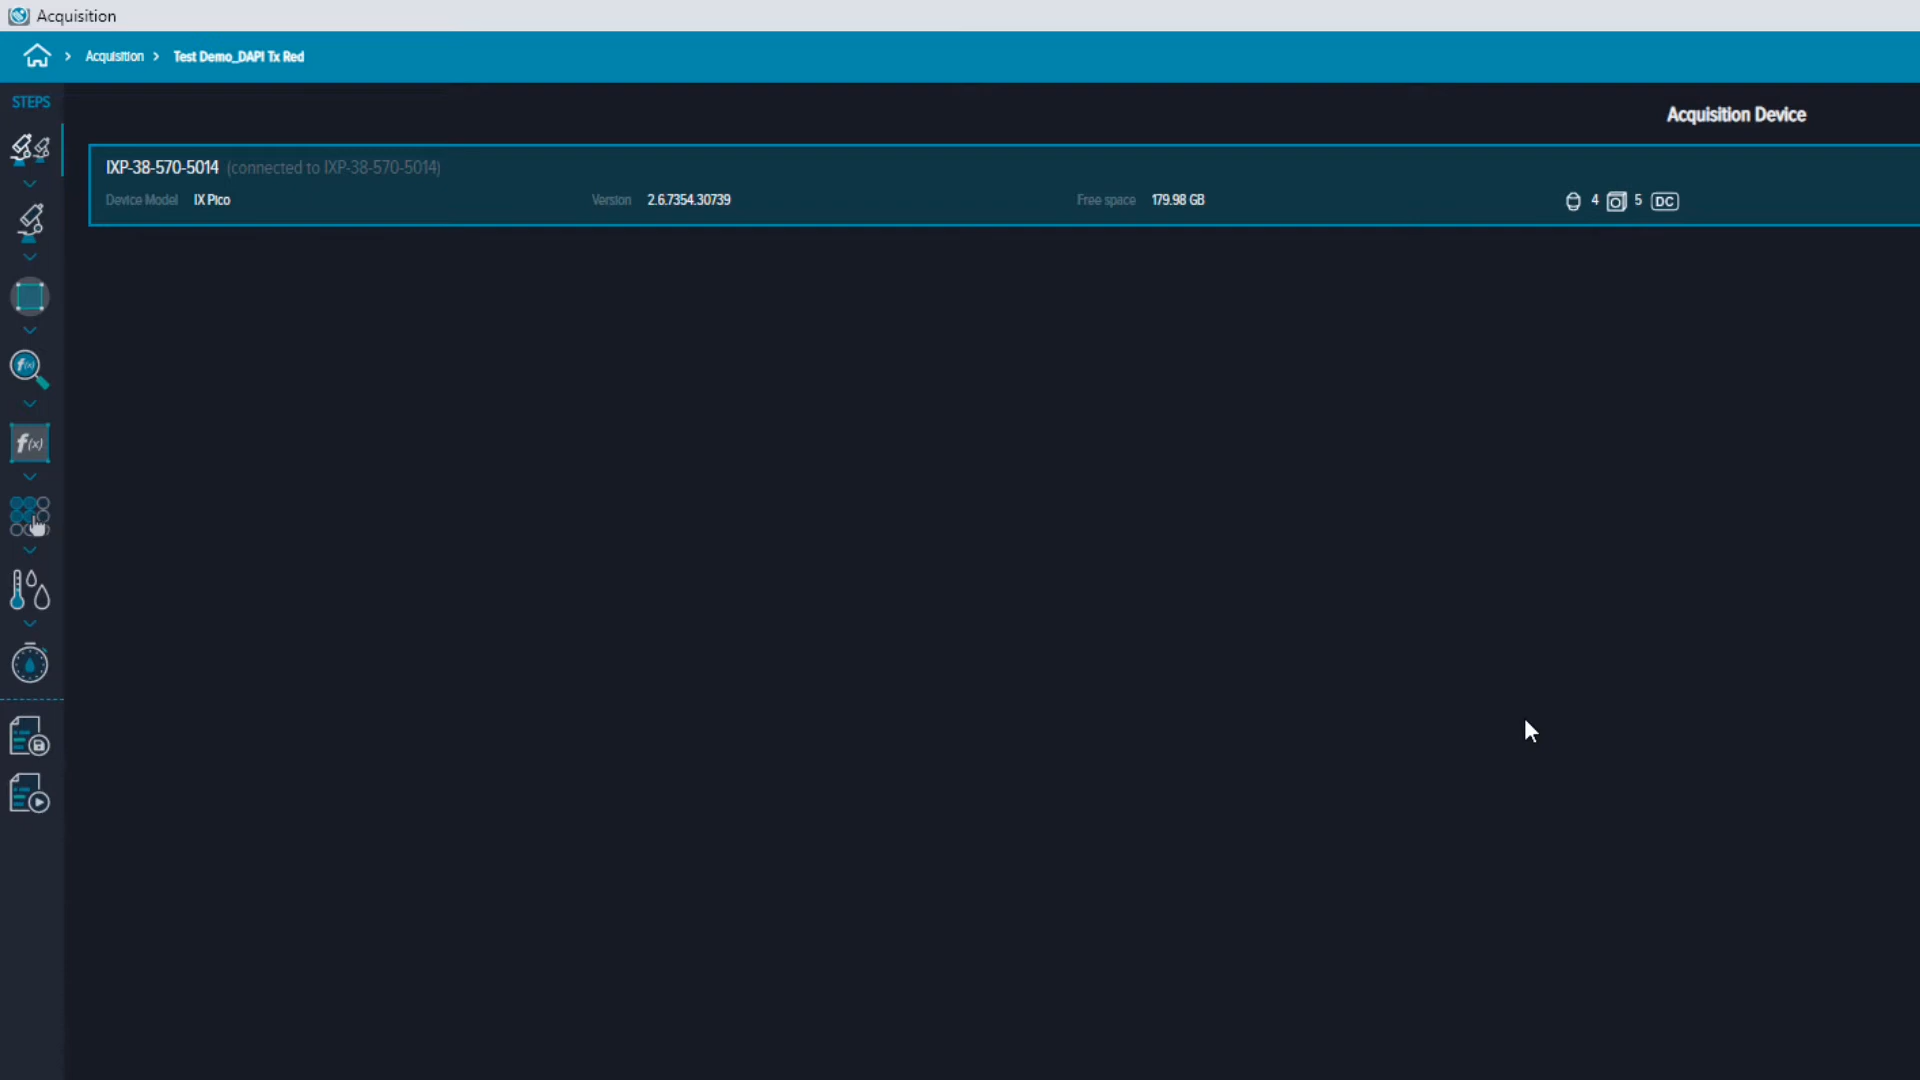 Acquisition
Acquisition Test Demo_DAPI Tx Red
STEPS
Acquisition Device
IXP-38-570-5014 (connected to IXP-38-570-5014)
Device Model IX Pico Version 2.6.7354.30739 Free space 179.98 GB 4 5 DC
f(x)
f(x)